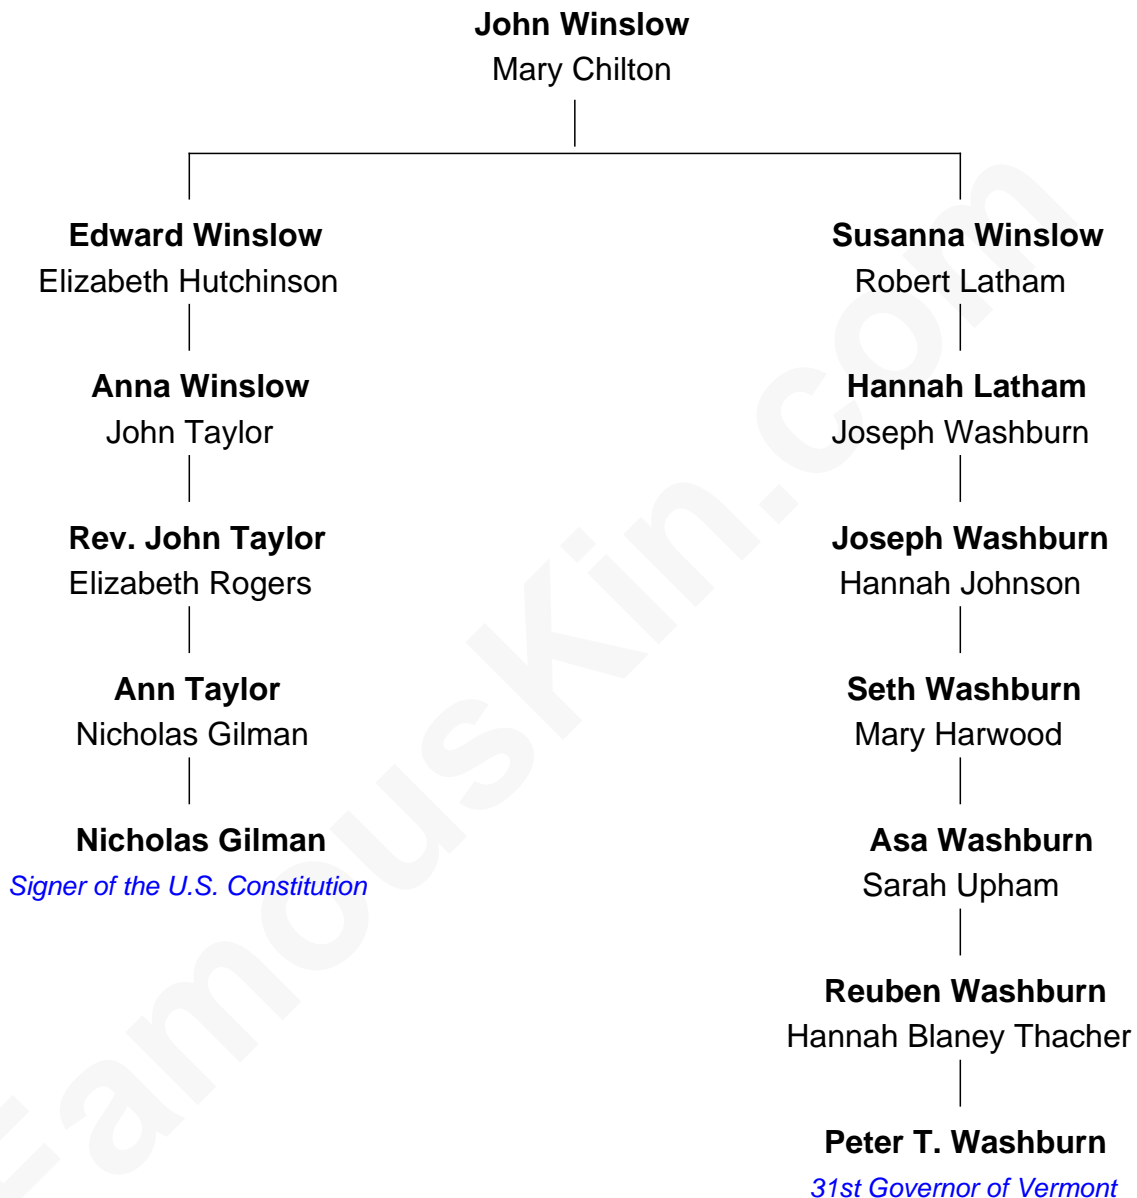 John Winslow
Mary Chilton
Edward Winslow
Elizabeth Hutchinson
Anna Winslow
John Taylor
Rev. John Taylor
Elizabeth Rogers
Ann Taylor
Nicholas Gilman
Nicholas Gilman
Signer of the U.S. Constitution
Susanna Winslow
Robert Latham
Hannah Latham
Joseph Washburn
Joseph Washburn
Hannah Johnson
Seth Washburn
Mary Harwood
Asa Washburn
Sarah Upham
Reuben Washburn
Hannah Blaney Thacher
Peter T. Washburn
31st Governor of Vermont
FamousKin.com